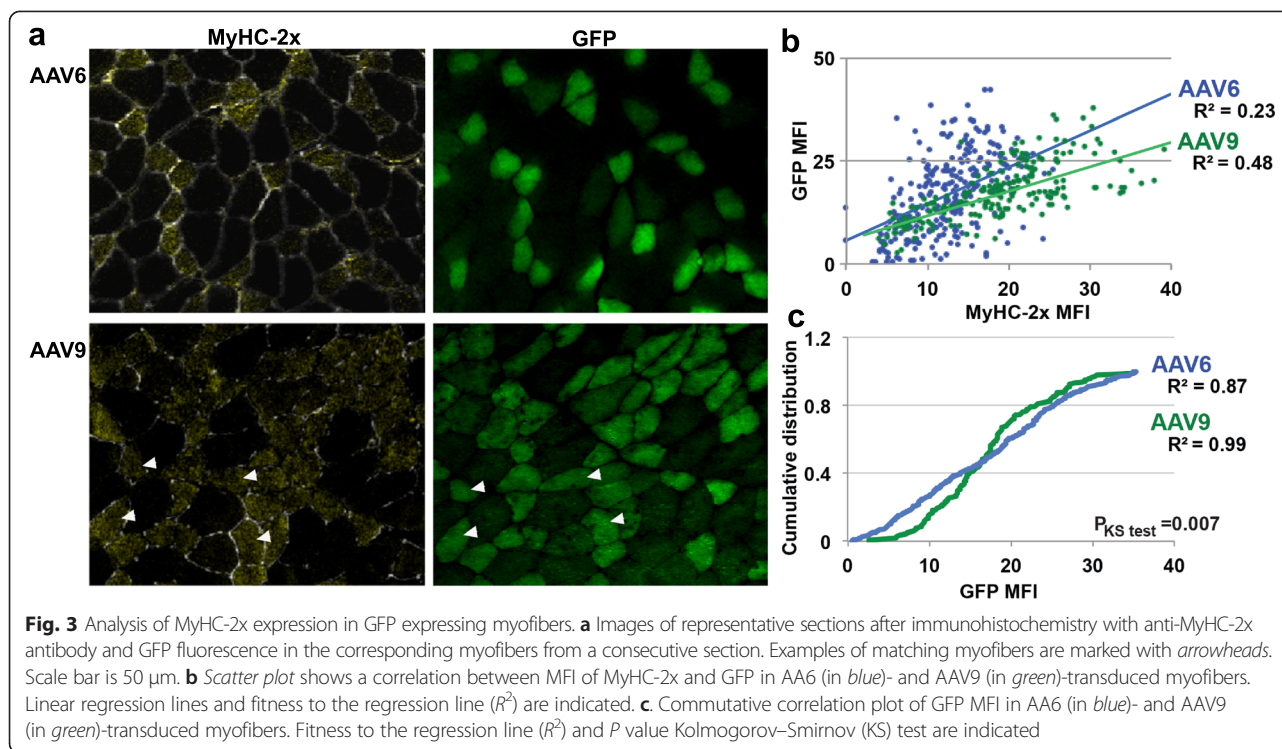 a
MyHC-2x
GFP
AAV6
AAV9
b
50
25
0
GFP MFI
AAV6
R² = 0.23
AAV9
R² = 0.48
0 10 20 30 40
MyHC-2x MFI
c
1.2
0.8
0.4
0
Cumulative distribution
AAV6
R² = 0.87
AAV9
R² = 0.99
P KS test =0.007
0 10 20 30 40
GFP MFI
Fig. 3 Analysis of MyHC-2x expression in GFP expressing myofibers. a Images of representative sections after immunohistochemistry with anti-MyHC-2x
antibody and GFP fluorescence in the corresponding myofibers from a consecutive section. Examples of matching myofibers are marked with arrowheads.
Scale bar is 50 μm. b Scatter plot shows a correlation between MFI of MyHC-2x and GFP in AA6 (in blue)- and AAV9 (in green)-transduced myofibers.
Linear regression lines and fitness to the regression line (R²) are indicated. c. Commutative correlation plot of GFP MFI in AA6 (in blue)- and AAV9
(in green)-transduced myofibers. Fitness to the regression line (R²) and P value Kolmogorov–Smirnov (KS) test are indicated